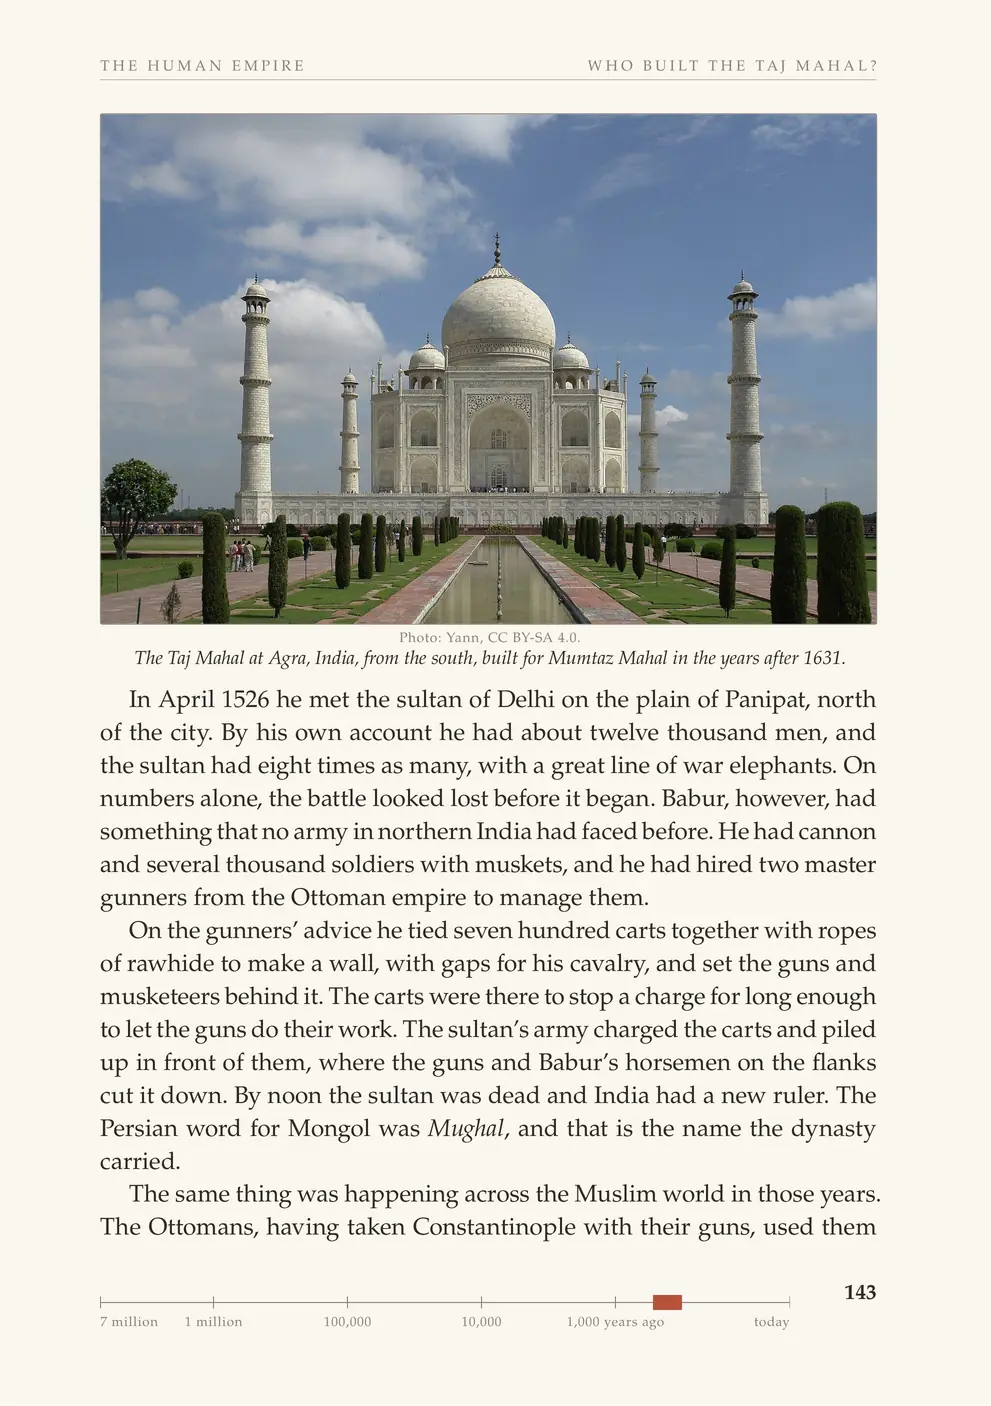 THE HUMAN EMPIRE
WHO BUILT THE TAJ MAHAL?
Photo: Yann, CC BY-SA 4.0.
The Taj Mahal at Agra, India, from the south, built for Mumtaz Mahal in the years after 1631.
In April 1526 he met the sultan of Delhi on the plain of Panipat, north
of the city. By his own account he had about twelve thousand men, and
the sultan had eight times as many, with a great line of war elephants. On
numbers alone, the battle looked lost before it began. Babur, however, had
something that no army in northern India had faced before. He had cannon
and several thousand soldiers with muskets, and he had hired two master
gunners from the Ottoman empire to manage them.
On the gunners’ advice he tied seven hundred carts together with ropes
of rawhide to make a wall, with gaps for his cavalry, and set the guns and
musketeers behind it. The carts were there to stop a charge for long enough
to let the guns do their work. The sultan’s army charged the carts and piled
up in front of them, where the guns and Babur’s horsemen on the flanks
cut it down. By noon the sultan was dead and India had a new ruler. The
Persian word for Mongol was Mughal, and that is the name the dynasty
carried.
The same thing was happening across the Muslim world in those years.
The Ottomans, having taken Constantinople with their guns, used them
143
7 million
1 million
100,000
10,000
1,000 years ago
today